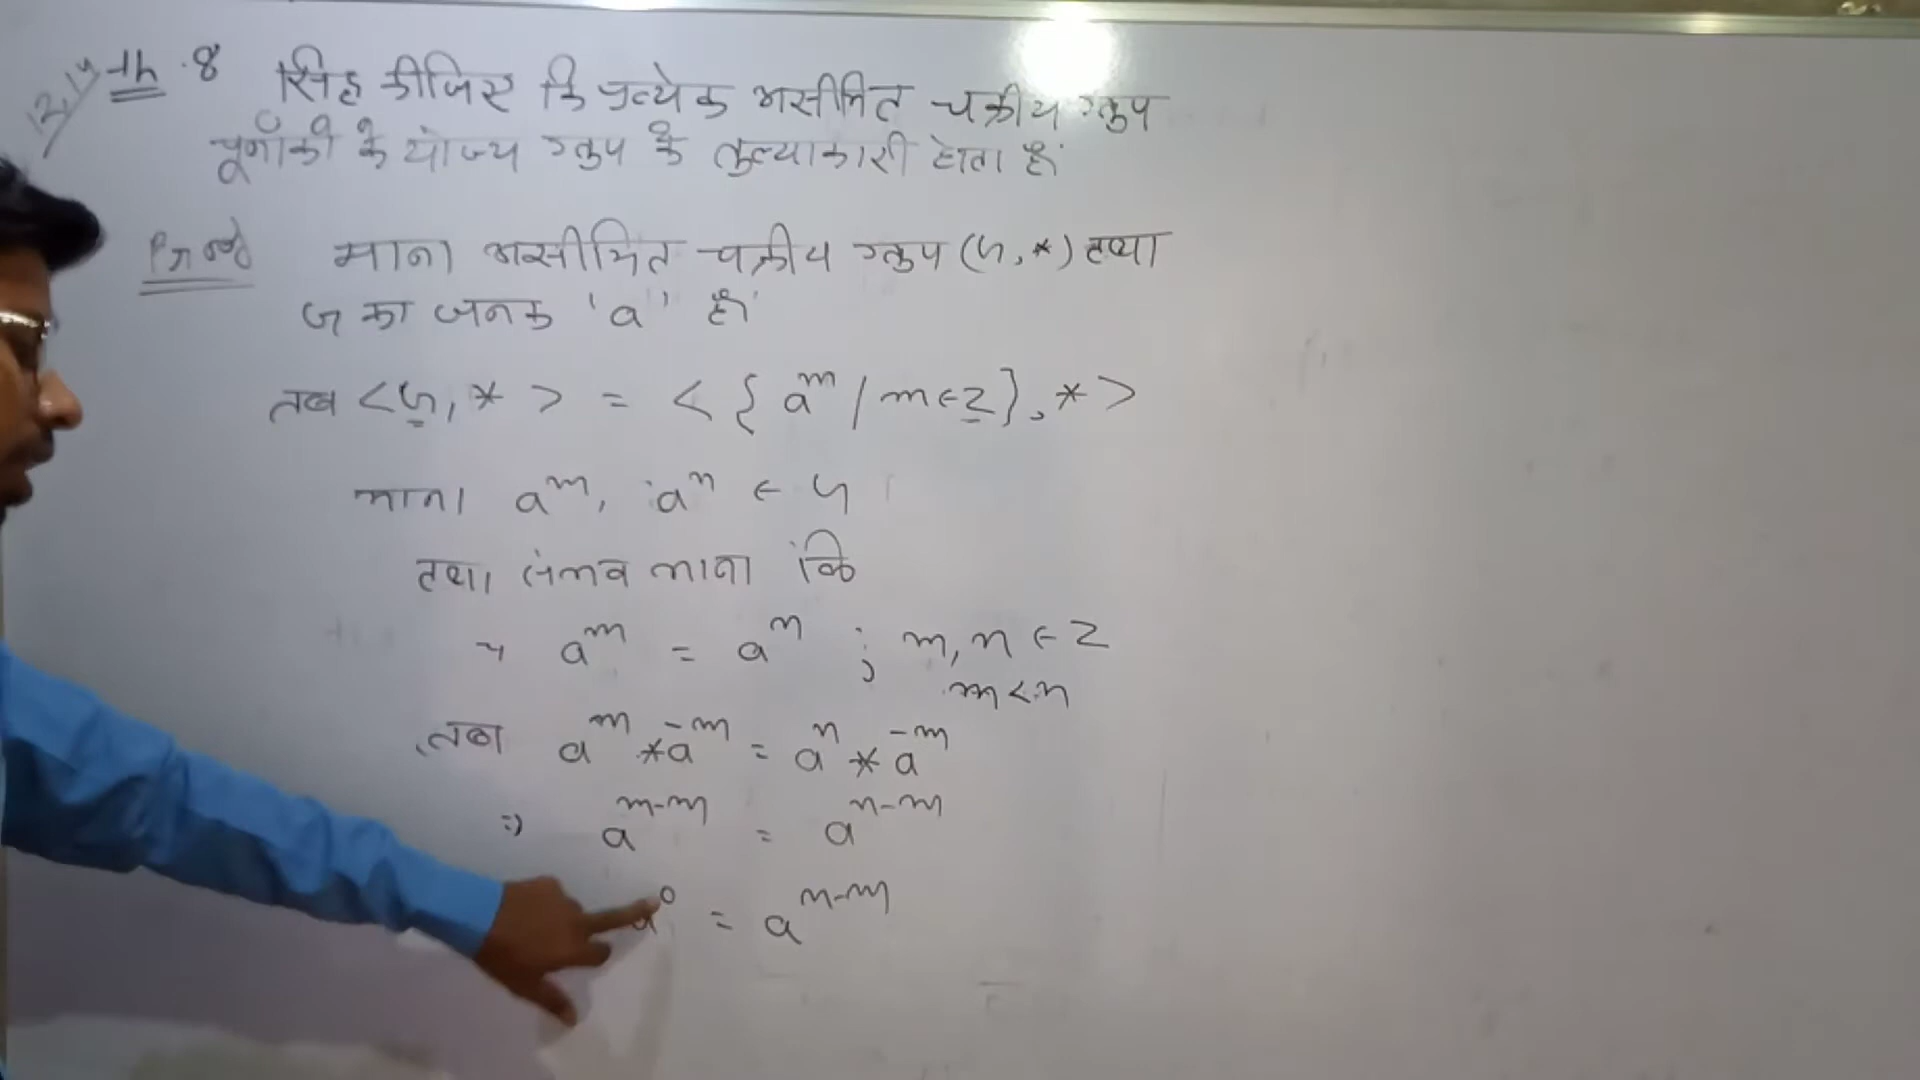 Th.8 सिद्ध कीजिए कि प्रत्येक असीमित चक्रीय ग्रुप
पूर्णांकों के योज्य ग्रुप के तुल्याकारी होता है।
Proof माना असीमित चक्रीय ग्रुप (G, *) तथा
G का जनक 'a' है।
तब <G, *> = <{a^m / m ∈ Z}, *>
माना a^m, a^n ∈ G
तथा संभव माना कि
a^m = a^n ; m, n ∈ Z
m < n
तब a^m * a^-m = a^n * a^-m
⇒ a^m-m = a^n-m
a^0 = a^n-m